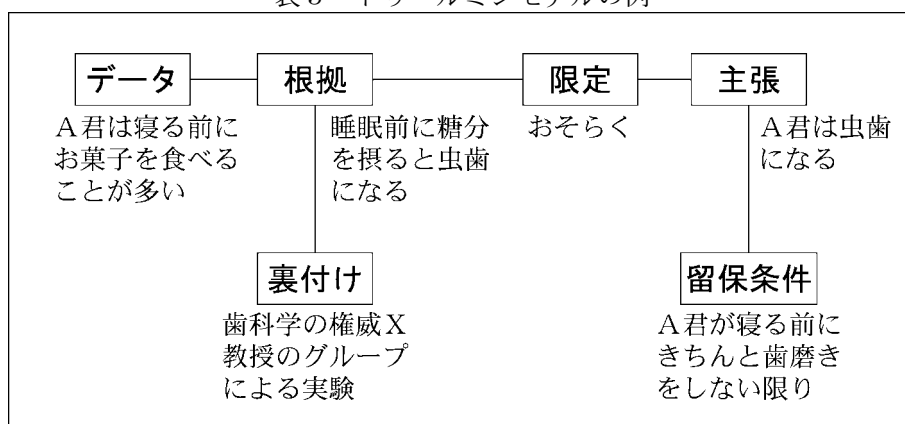 データ
根拠
限定
主張
A君は寝る前に
お菓子を食べる
ことが多い
睡眠前に糖分
を摂ると虫歯
になる
おそらく
A君は虫歯
になる
裏付け
留保条件
歯科学の権威X
教授のグループ
による実験
A君が寝る前に
きちんと歯磨き
をしない限り